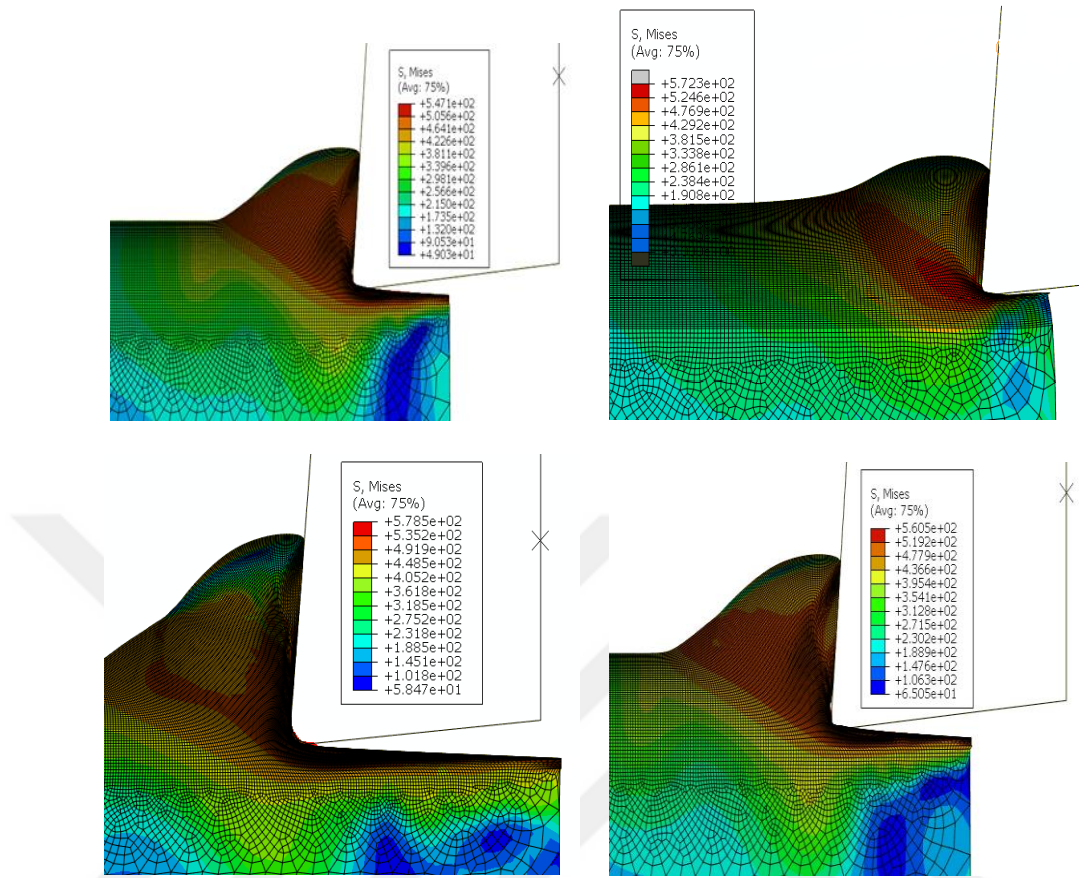 S, Mises
(Avg: 75%)
+5.471e+02
+5.056e+02
+4.641e+02
+4.226e+02
+3.811e+02
+3.396e+02
+2.981e+02
+2.566e+02
+2.150e+02
+1.735e+02
+1.320e+02
+9.053e+01
+4.903e+01
S, Mises
(Avg: 75%)
+5.723e+02
+5.246e+02
+4.769e+02
+4.292e+02
+3.815e+02
+3.338e+02
+2.861e+02
+2.384e+02
+1.908e+02
S, Mises
(Avg: 75%)
+5.785e+02
+5.352e+02
+4.919e+02
+4.485e+02
+4.052e+02
+3.618e+02
+3.185e+02
+2.752e+02
+2.318e+02
+1.885e+02
+1.451e+02
+1.018e+02
+5.847e+01
S, Mises
(Avg: 75%)
+5.605e+02
+5.192e+02
+4.779e+02
+4.366e+02
+3.954e+02
+3.541e+02
+3.128e+02
+2.715e+02
+2.302e+02
+1.889e+02
+1.476e+02
+1.063e+02
+6.505e+01